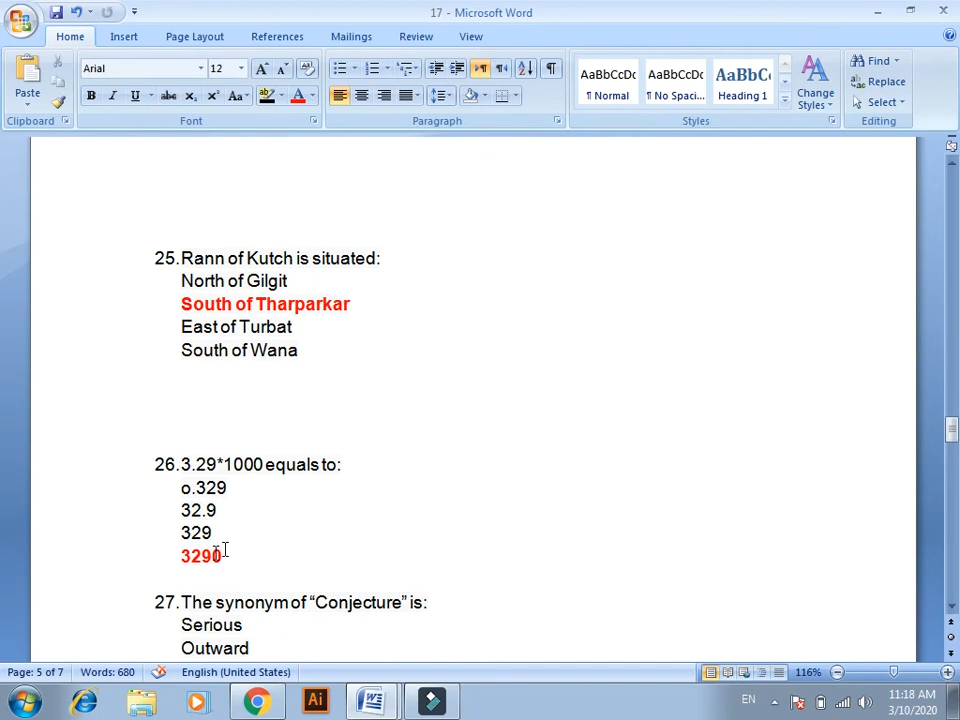 17 - Microsoft Word
Home Insert Page Layout References Mailings Review View
Paste
Arial 12
Clipboard Font Paragraph Styles Editing
AaBbCcDc AaBbCcDc AaBbCc
¶ Normal ¶ No Spaci... Heading 1
Change Styles
Find
Replace
Select
25. Rann of Kutch is situated:
North of Gilgit
South of Tharparkar
East of Turbat
South of Wana
26. 3.29*1000 equals to:
o.329
32.9
329
3290
27. The synonym of “Conjecture” is:
Serious
Outward
Page: 5 of 7 Words: 680 English (United States) 116%
EN 11:18 AM
3/10/2020